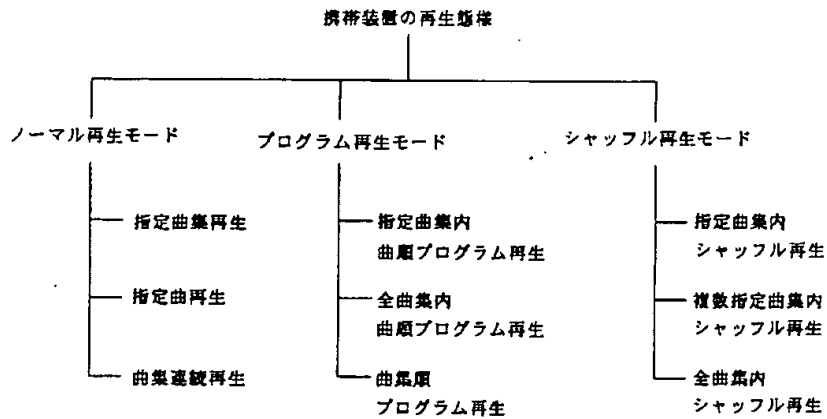 携帯装置の再生態様
ノーマル再生モード
指定曲集再生
指定曲再生
曲集連続再生
プログラム再生モード
指定曲集内
曲順プログラム再生
全曲集内
曲順プログラム再生
曲集順
プログラム再生
シャッフル再生モード
指定曲集内
シャッフル再生
複数指定曲集内
シャッフル再生
全曲集内
シャッフル再生